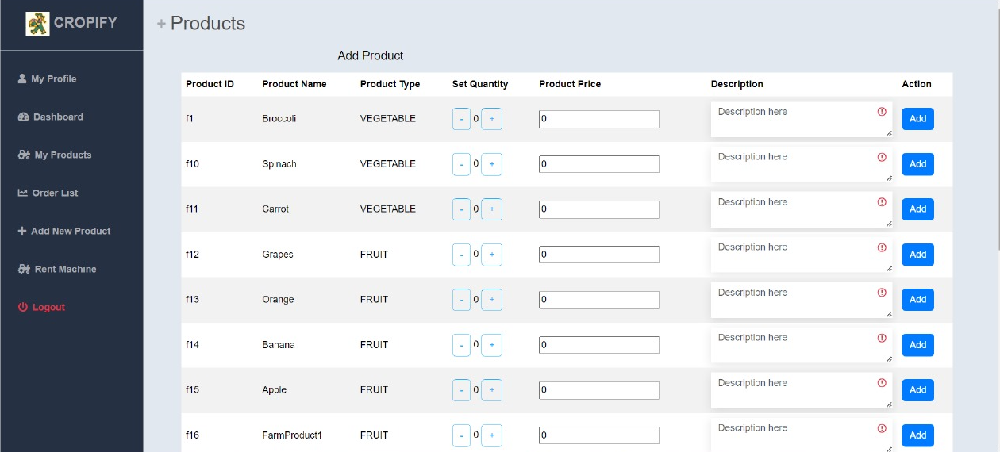 CROPIFY
My Profile
Dashboard
My Products
Order List
Add New Product
Rent Machine
Logout
+ Products
Add Product
Product ID Product Name Product Type Set Quantity Product Price Description Action
f1 Broccoli VEGETABLE - 0 + 0 Description here Add
f10 Spinach VEGETABLE - 0 + 0 Description here Add
f11 Carrot VEGETABLE - 0 + 0 Description here Add
f12 Grapes FRUIT - 0 + 0 Description here Add
f13 Orange FRUIT - 0 + 0 Description here Add
f14 Banana FRUIT - 0 + 0 Description here Add
f15 Apple FRUIT - 0 + 0 Description here Add
f16 FarmProduct1 FRUIT - 0 + 0 Description here Add